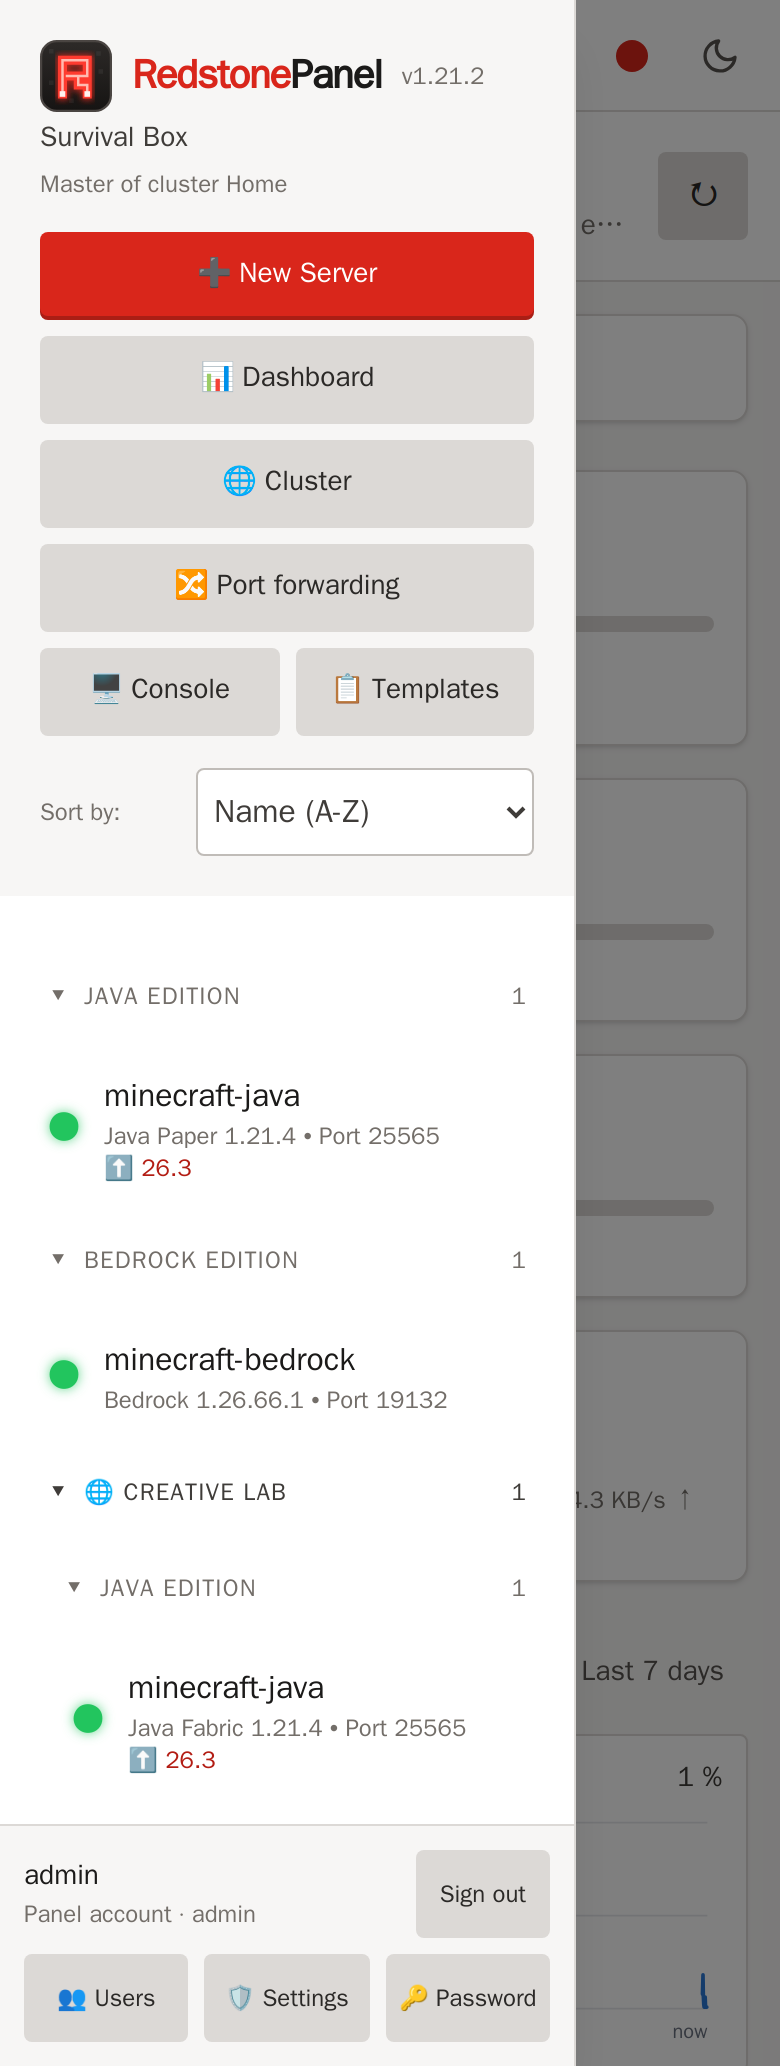 RedstonePanel v1.21.2
Survival Box
Master of cluster Home
➕ New Server
📊 Dashboard
🌐 Cluster
🔀 Port forwarding
🖥️ Console
📋 Templates
Sort by:
Name (A-Z)
▼ JAVA EDITION 1
minecraft-java
Java Paper 1.21.4 • Port 25565
⬆️ 26.3
▼ BEDROCK EDITION 1
minecraft-bedrock
Bedrock 1.26.66.1 • Port 19132
▼ 🌐 CREATIVE LAB 1
▼ JAVA EDITION 1
minecraft-java
Java Fabric 1.21.4 • Port 25565
⬆️ 26.3
admin
Panel account · admin
Sign out
👥 Users
🛡️ Settings
🔑 Password
e…
↻
4.3 KB/s ↑
Last 7 days
1 %
now